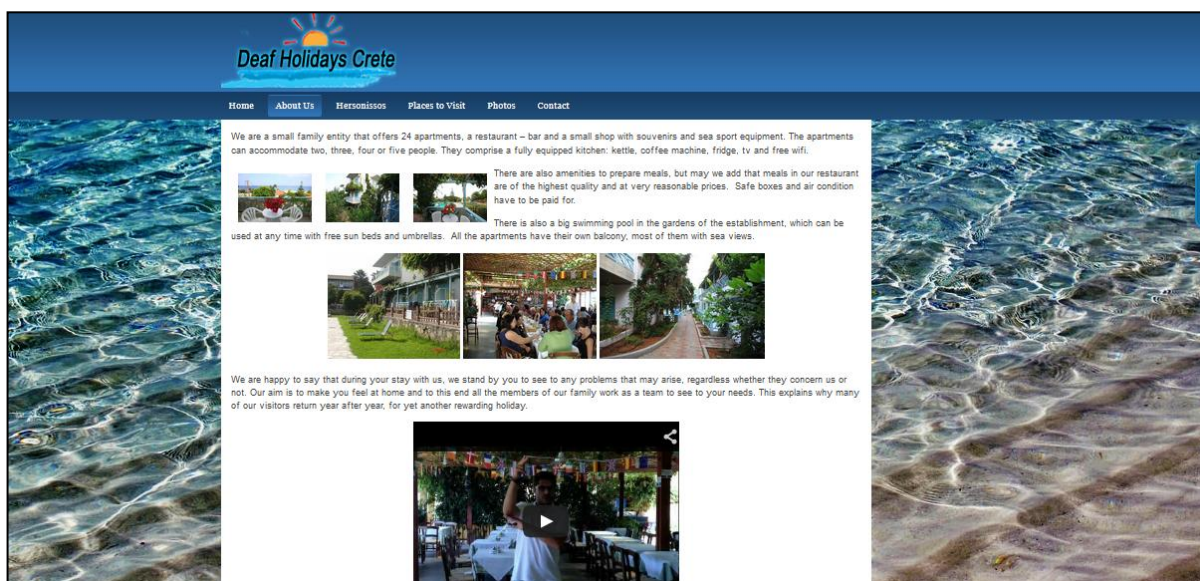 Deaf Holidays Crete
Home About Us Hersonissos Places to Visit Photos Contact
We are a small family entity that offers 24 apartments, a restaurant – bar and a small shop with souvenirs and sea sport equipment. The apartments
can accommodate two, three, four or five people. They comprise a fully equipped kitchen: kettle, coffee machine, fridge, tv and free wifi.
There are also amenities to prepare meals, but may we add that meals in our restaurant
are of the highest quality and at very reasonable prices. Safe boxes and air condition
have to be paid for.
There is also a big swimming pool in the gardens of the establishment, which can be
used at any time with free sun beds and umbrellas. All the apartments have their own balcony, most of them with sea views.
We are happy to say that during your stay with us, we stand by you to see to any problems that may arise, regardless whether they concern us or
not. Our aim is to make you feel at home and to this end all the members of our family work as a team to see to your needs. This explains why many
of our visitors return year after year, for yet another rewarding holiday.